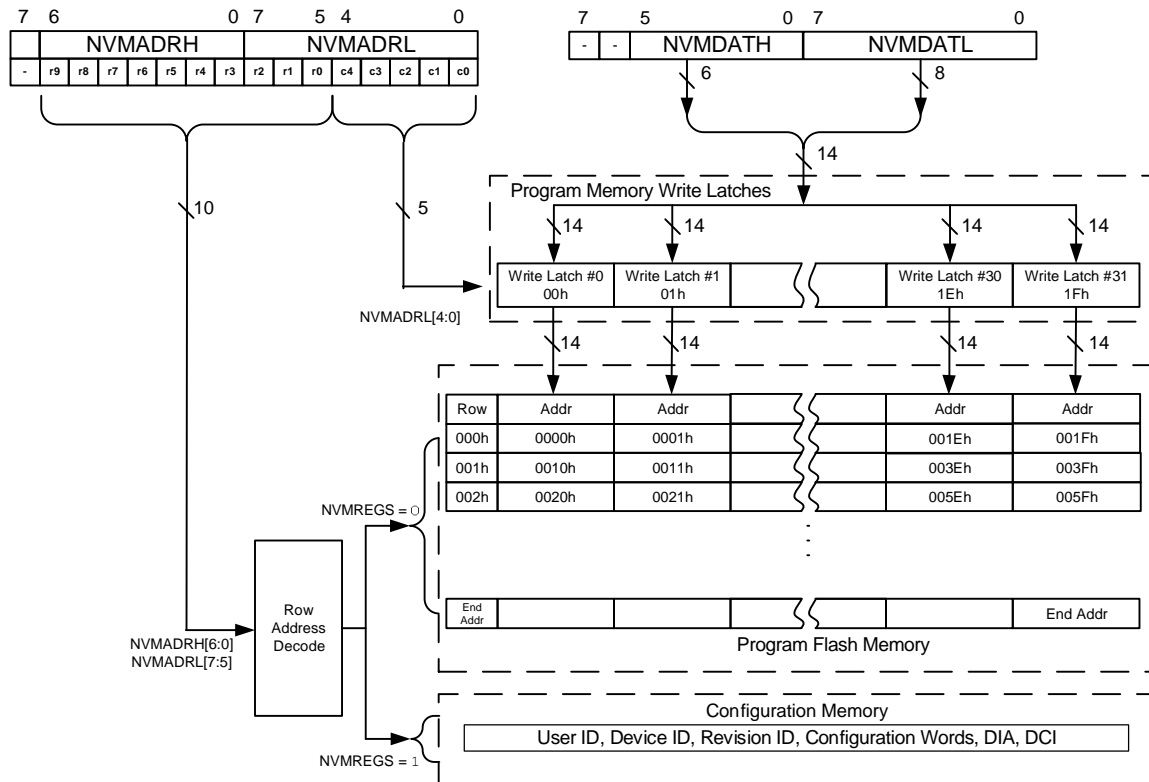 7 6 0 7 5 4 0
NVMADRH NVMADRL
- r9 r8 r7 r6 r5 r4 r3 r2 r1 r0 c4 c3 c2 c1 c0
7 5 0 7 0
- - NVMDATH NVMDATL
6 8
14
10 5
Program Memory Write Latches
14 14 14 14
Write Latch #0 Write Latch #1 Write Latch #30 Write Latch #31
00h 01h 1Eh 1Fh
NVMADRL[4:0]
14 14 14 14
Row Addr Addr Addr Addr
000h 0000h 0001h 001Eh 001Fh
001h 0010h 0011h 003Eh 003Fh
002h 0020h 0021h 005Eh 005Fh
NVMREGS = 0
End
Addr
End Addr
Program Flash Memory
Row
Address
Decode
NVMADRH[6:0]
NVMADRL[7:5]
Configuration Memory
User ID, Device ID, Revision ID, Configuration Words, DIA, DCI
NVMREGS = 1